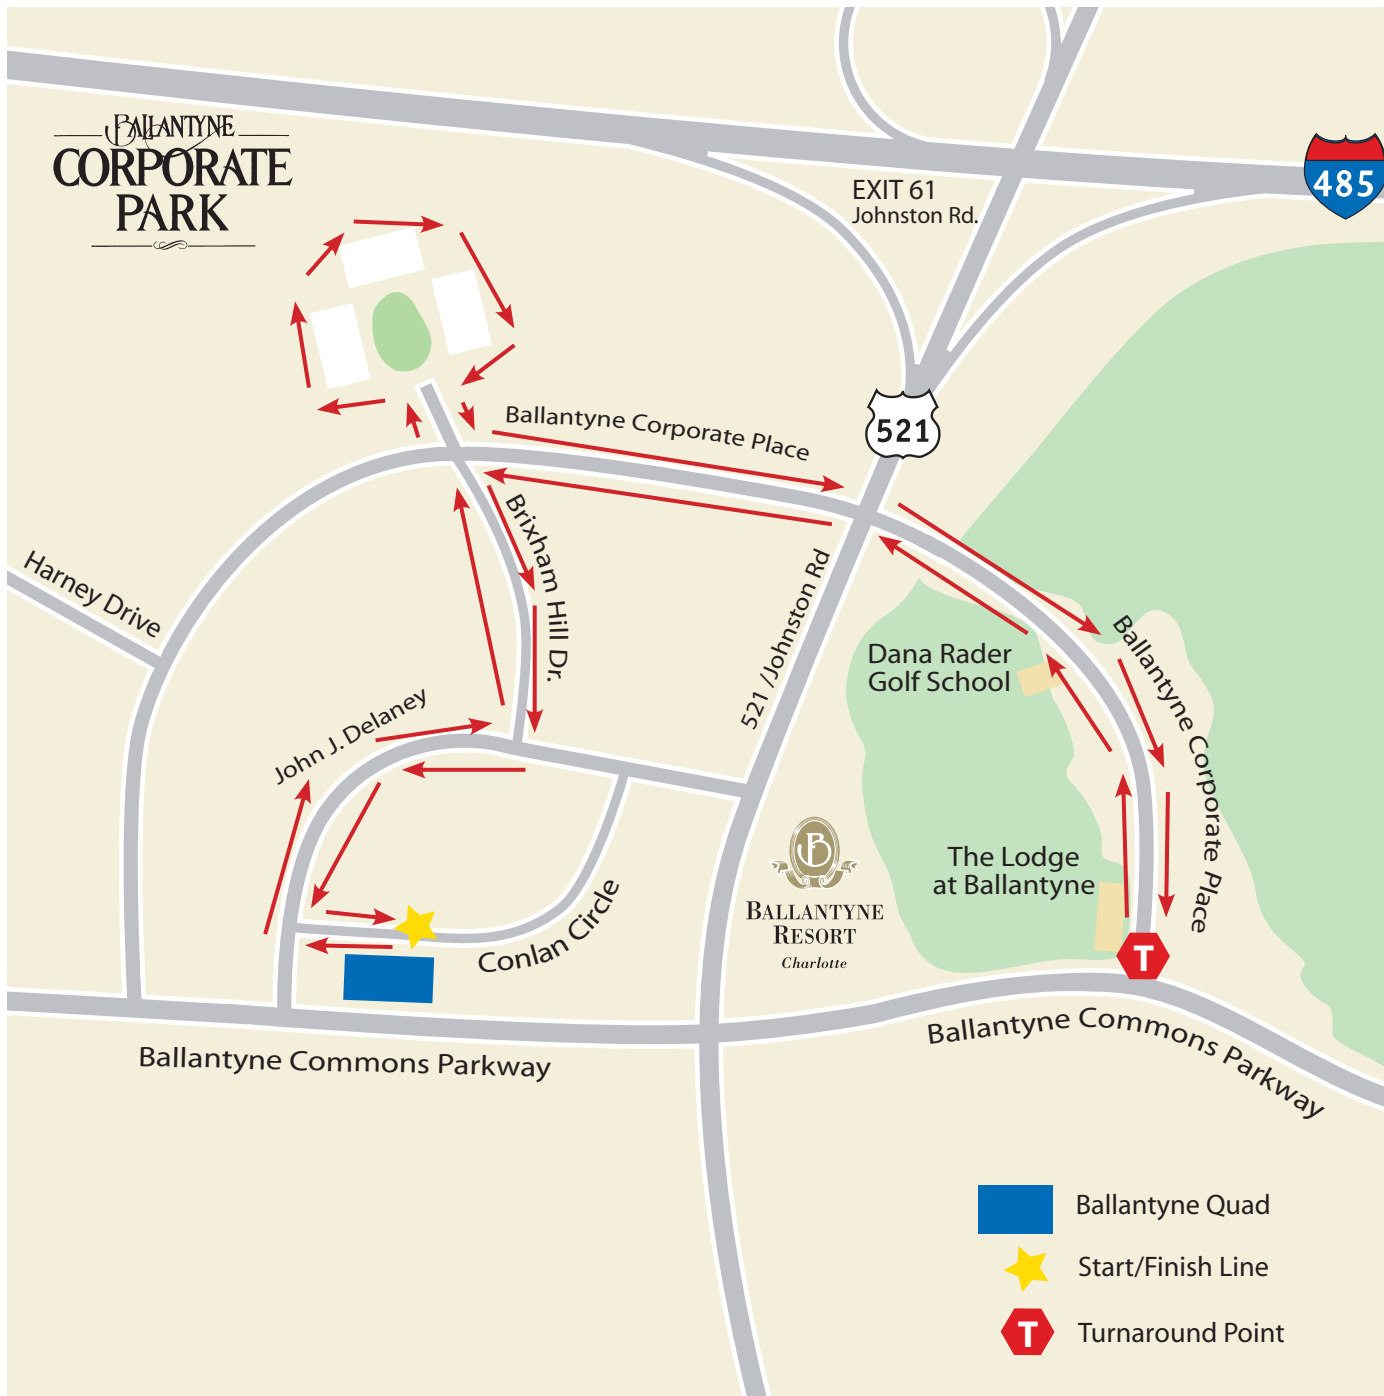 BALLANTYNE
CORPORATE
PARK
EXIT 61
Johnston Rd.
485
521
Ballantyne Corporate Place
Brixham Hill Dr.
Harney Drive
521 /Johnston Rd
Dana Rader
Golf School
Ballantyne Corporate Place
John J. Delaney
The Lodge
at Ballantyne
B
BALLANTYNE
RESORT
Charlotte
Conlan Circle
T
Ballantyne Commons Parkway
Ballantyne Commons Parkway
Ballantyne Quad
Start/Finish Line
T
Turnaround Point